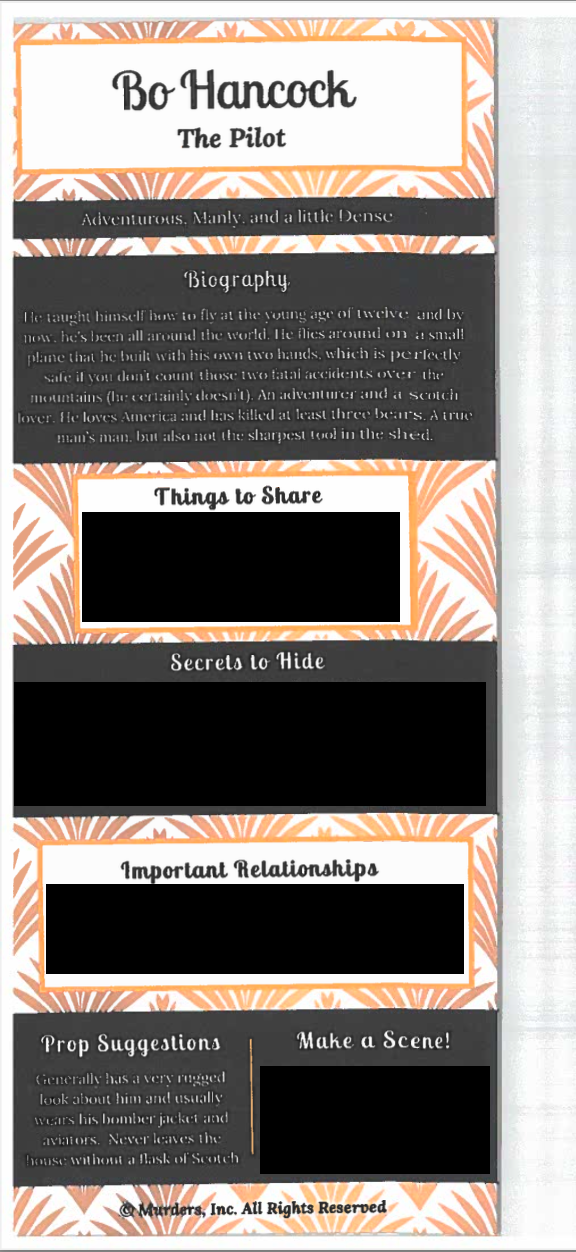 Bo Hancock
The Pilot
Adventurous, Manly, and a little Dense
Biography
He taught himself how to fly at the young age of twelve and by
now, he's been all around the world. He flies around on a small
plane that he built with his own two hands, which is perfectly
safe if you don't count those two fatal accidents over the
mountains (he certainly doesn't). An adventurer and a scotch
lover. He loves America and has killed at least three bears. A true
man's man, but also not the sharpest tool in the shed.
Things to Share
Secrets to Hide
Important Relationships
Prop Suggestions
Generally has a very rugged
look about him and usually
wears his bomber jacket and
aviators. Never leaves the
house without a flask of Scotch
Make a Scene!
© Murders, Inc. All Rights Reserved